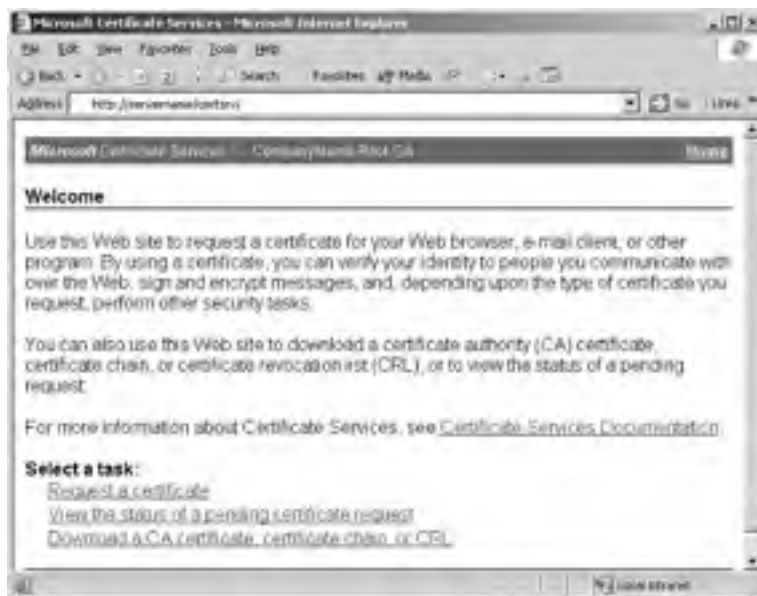 Microsoft Certificate Services - Microsoft Internet Explorer
File Edit View Favorites Tools Help
Back Search Favorites Media
Address http://servername/certsrv/ Go Links
Microsoft Certificate Services -- CompanyName Root CA Home
Welcome
Use this Web site to request a certificate for your Web browser, e-mail client, or other
program. By using a certificate, you can verify your identity to people you communicate with
over the Web, sign and encrypt messages, and, depending upon the type of certificate you
request, perform other security tasks.
You can also use this Web site to download a certificate authority (CA) certificate,
certificate chain, or certificate revocation list (CRL), or to view the status of a pending
request.
For more information about Certificate Services, see Certificate Services Documentation.
Select a task:
Request a certificate
View the status of a pending certificate request
Download a CA certificate, certificate chain, or CRL
Local intranet